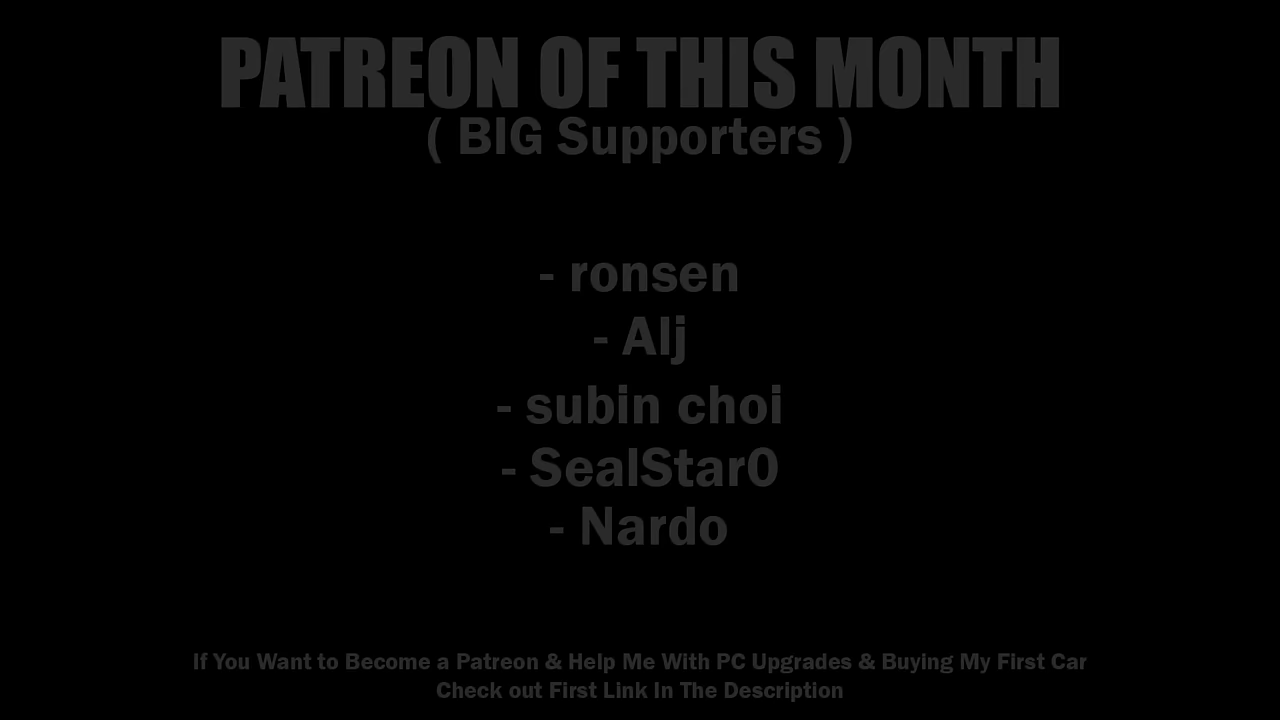 PATREON OF THIS MONTH
( BIG Supporters )
- ronsen
- Alj
- subin choi
- SealStar0
- Nardo
If You Want to Become a Patreon & Help Me With PC Upgrades & Buying My First Car
Check out First Link In The Description